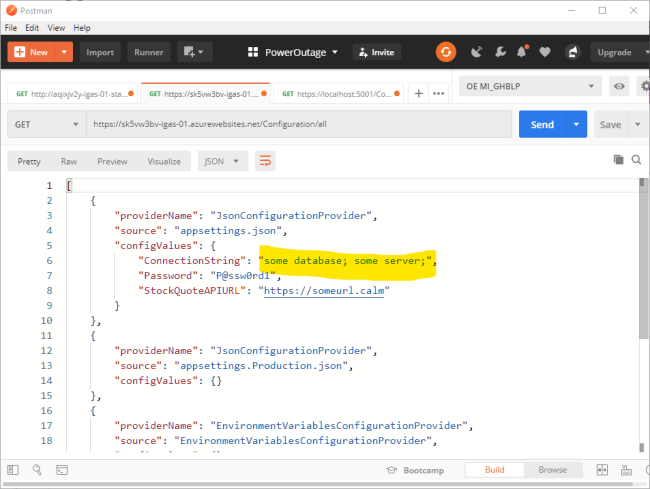 Postman
File Edit View Help
New Import Runner PowerOutage Invite Upgrade
GET http://aqixjv2y-igas-01-sta... GET https://sk5vw3bv-igas-01.... GET https://localhost:5001/Co... + ••• OE MI_GHBLP
GET https://sk5vw3bv-igas-01.azurewebsites.net/Configuration/all Send Save
Pretty Raw Preview Visualize JSON
1 [
2 {
3 "providerName": "JsonConfigurationProvider",
4 "source": "appsettings.json",
5 "configValues": {
6 "ConnectionString": "some database; some server;",
7 "Password": "P@ssw0rd1",
8 "StockQuoteAPIURL": "https://someurl.calm"
9 }
10 },
11 {
12 "providerName": "JsonConfigurationProvider",
13 "source": "appsettings.Production.json",
14 "configValues": {}
15 },
16 {
17 "providerName": "EnvironmentVariablesConfigurationProvider",
18 "source": "EnvironmentVariablesConfigurationProvider",
Bootcamp Build Browse